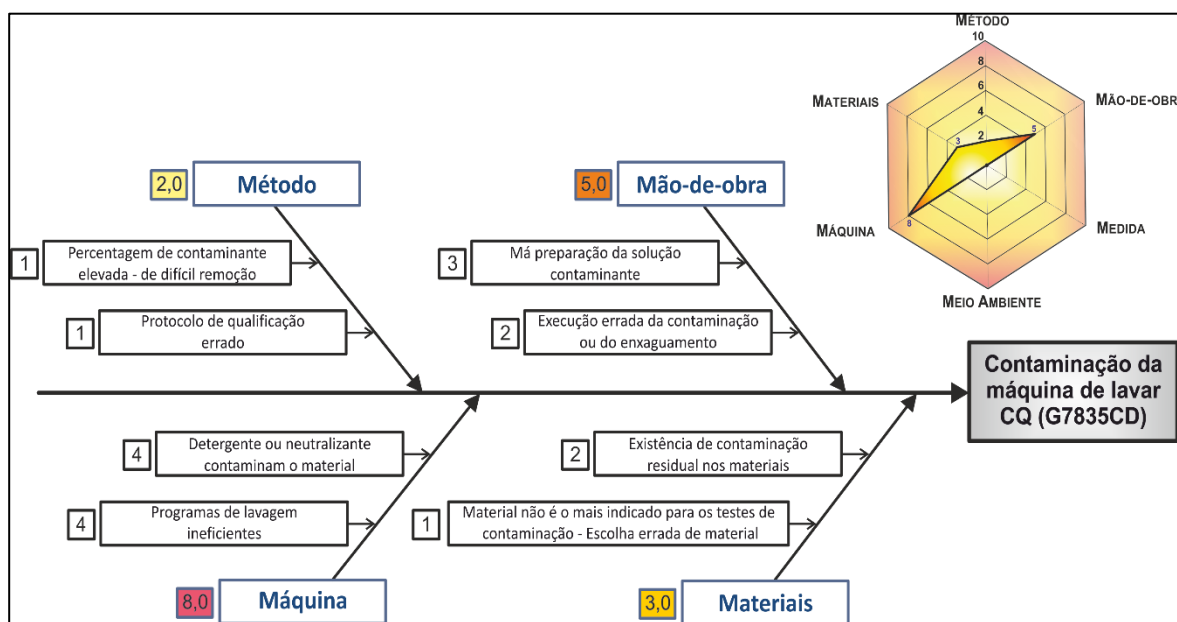 MÉTODO
10
8
6
4
2
MATERIAIS
MÃO-DE-OBR
3
5
8
MÁQUINA
MEDIDA
MEIO AMBIENTE
2,0
Método
5,0
Mão-de-obra
1
Percentagem de contaminante
elevada - de difícil remoção
3
Má preparação da solução
contaminante
1
Protocolo de qualificação
errado
2
Execução errada da contaminação
ou do enxaguamento
Contaminação da
máquina de lavar
CQ (G7835CD)
4
Detergente ou neutralizante
contaminam o material
2
Existência de contaminação
residual nos materiais
4
Programas de lavagem
ineficientes
1
Material não é o mais indicado para os testes de
contaminação - Escolha errada de material
8,0
Máquina
3,0
Materiais